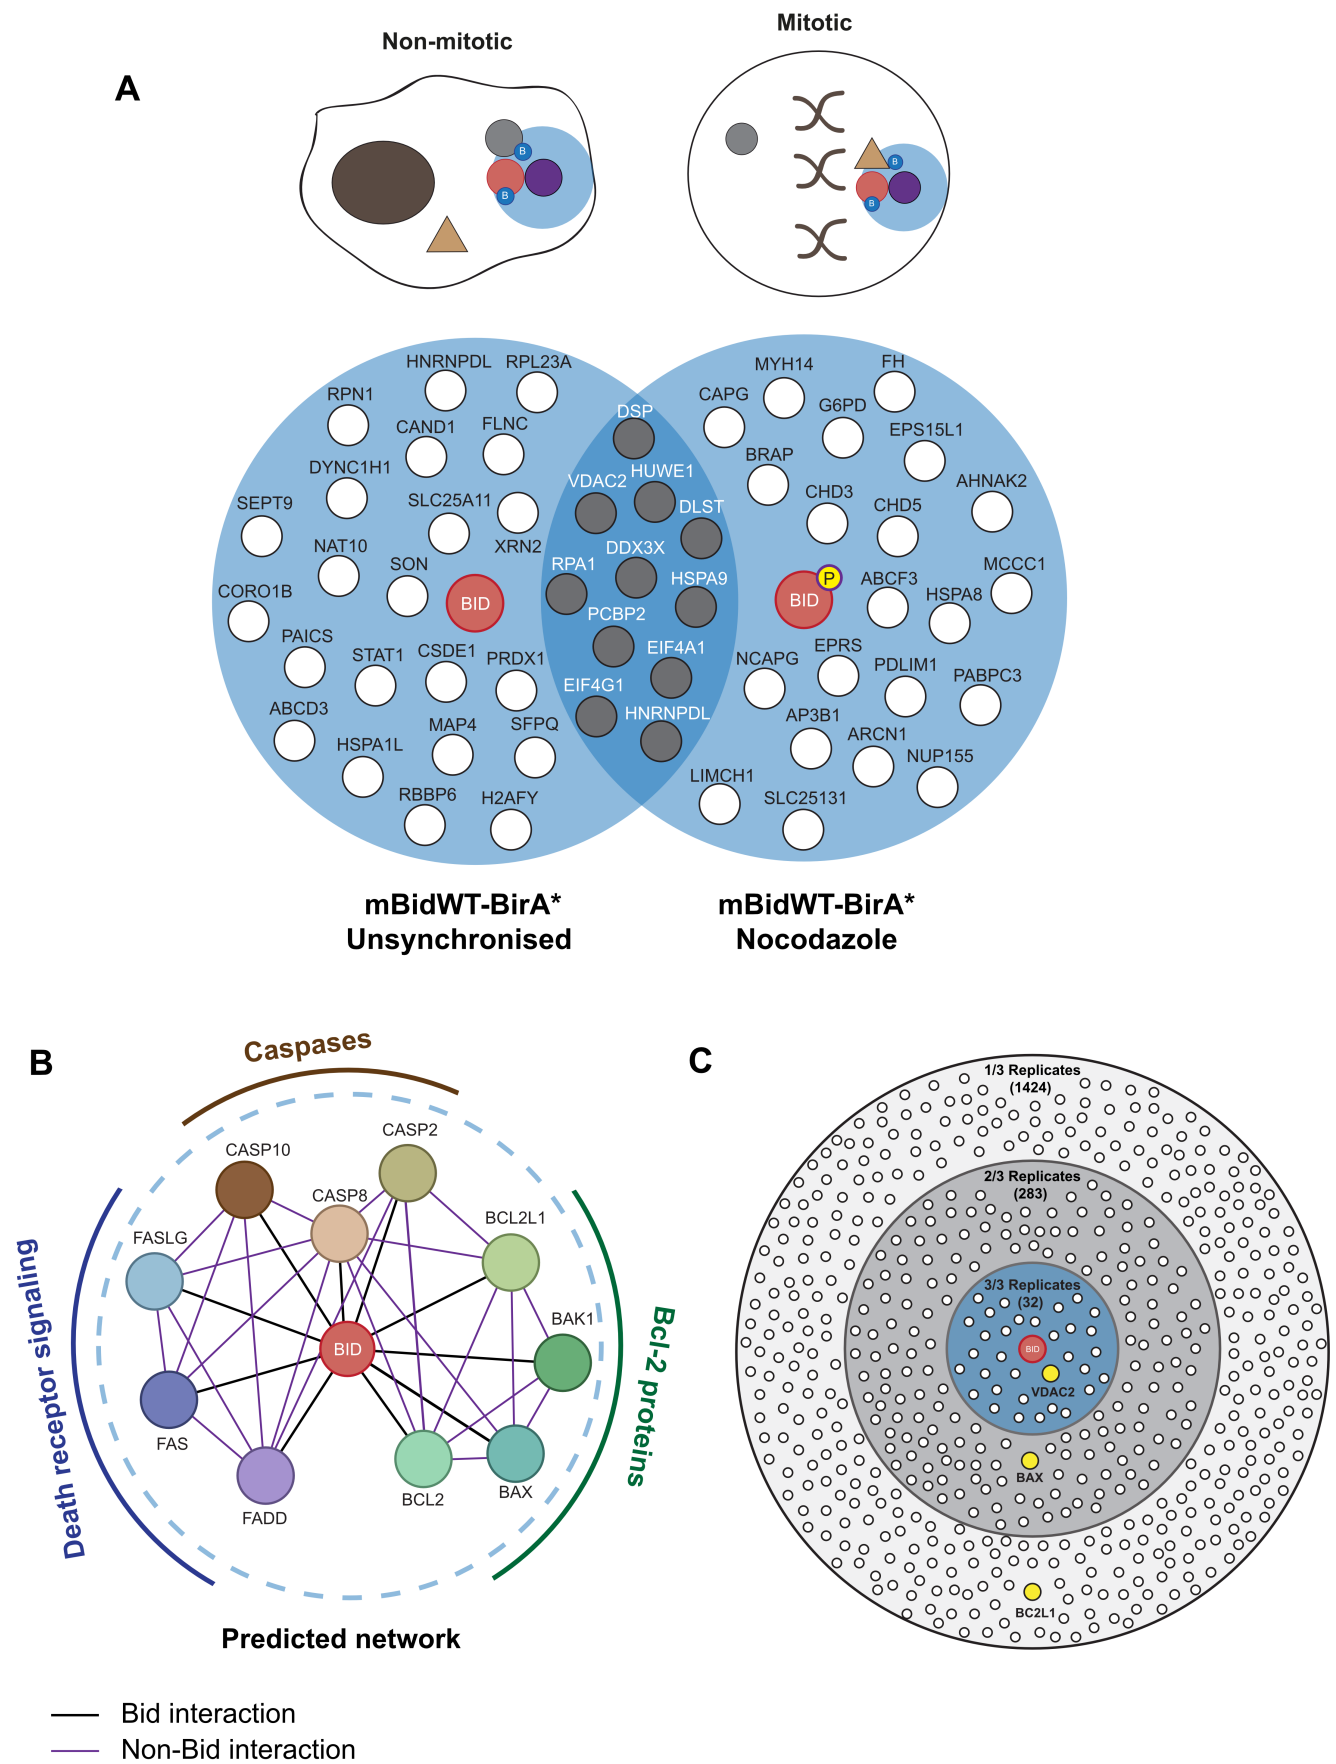 Mitotic
Non-mitotic
A
B
B
B
B
HNRNPDL RPL23A
RPN1
CAND1 FLNC
DYNC1H1
SLC25A11
SEPT9
XRN2
NAT10
SON
CORO1B
BID
PAICS
STAT1 CSDE1 PRDX1
ABCD3
MAP4 SFPQ
HSPA1L
RBBP6 H2AFY
DSP
HUWE1
VDAC2
DLST
DDX3X
RPA1
HSPA9
PCBP2
EIF4A1
EIF4G1
HNRNPDL
MYH14 FH
CAPG
G6PD
EPS15L1
BRAP
AHNAK2
CHD3
CHD5
MCCC1
P
BID
ABCF3
HSPA8
EPRS
NCAPG
PDLIM1
PABPC3
AP3B1
ARCN1
NUP155
LIMCH1
SLC25131
mBidWT-BirA*
Unsynchronised
mBidWT-BirA*
Nocodazole
B
Caspases
CASP2
CASP10
CASP8
BCL2L1
FASLG
BAK1
BID
FAS
BCL2
BAX
FADD
Death receptor signaling
Bcl-2 proteins
Predicted network
Bid interaction
Non-Bid interaction
C
1/3 Replicates
(1424)
2/3 Replicates
(283)
3/3 Replicates
(32)
BID
VDAC2
BAX
BC2L1